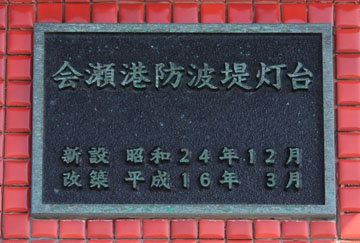 会瀬港防波堤灯台
新設 昭和24年12月
改築 平成16年 3月